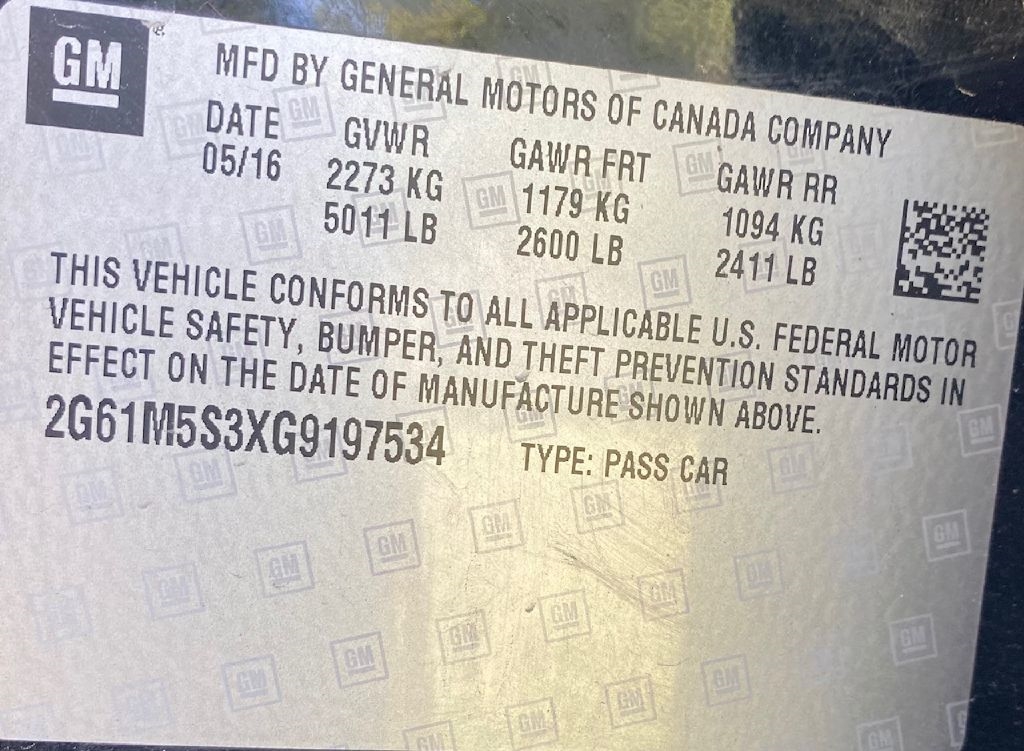 GM
MFD BY GENERAL MOTORS OF CANADA COMPANY
DATE GVWR GAWR FRT GAWR RR
05/16 2273 KG 1179 KG 1094 KG
5011 LB 2600 LB 2411 LB
THIS VEHICLE CONFORMS TO ALL APPLICABLE U.S. FEDERAL MOTOR
VEHICLE SAFETY, BUMPER, AND THEFT PREVENTION STANDARDS IN
EFFECT ON THE DATE OF MANUFACTURE SHOWN ABOVE.
2G61M5S3XG9197534 TYPE: PASS CAR